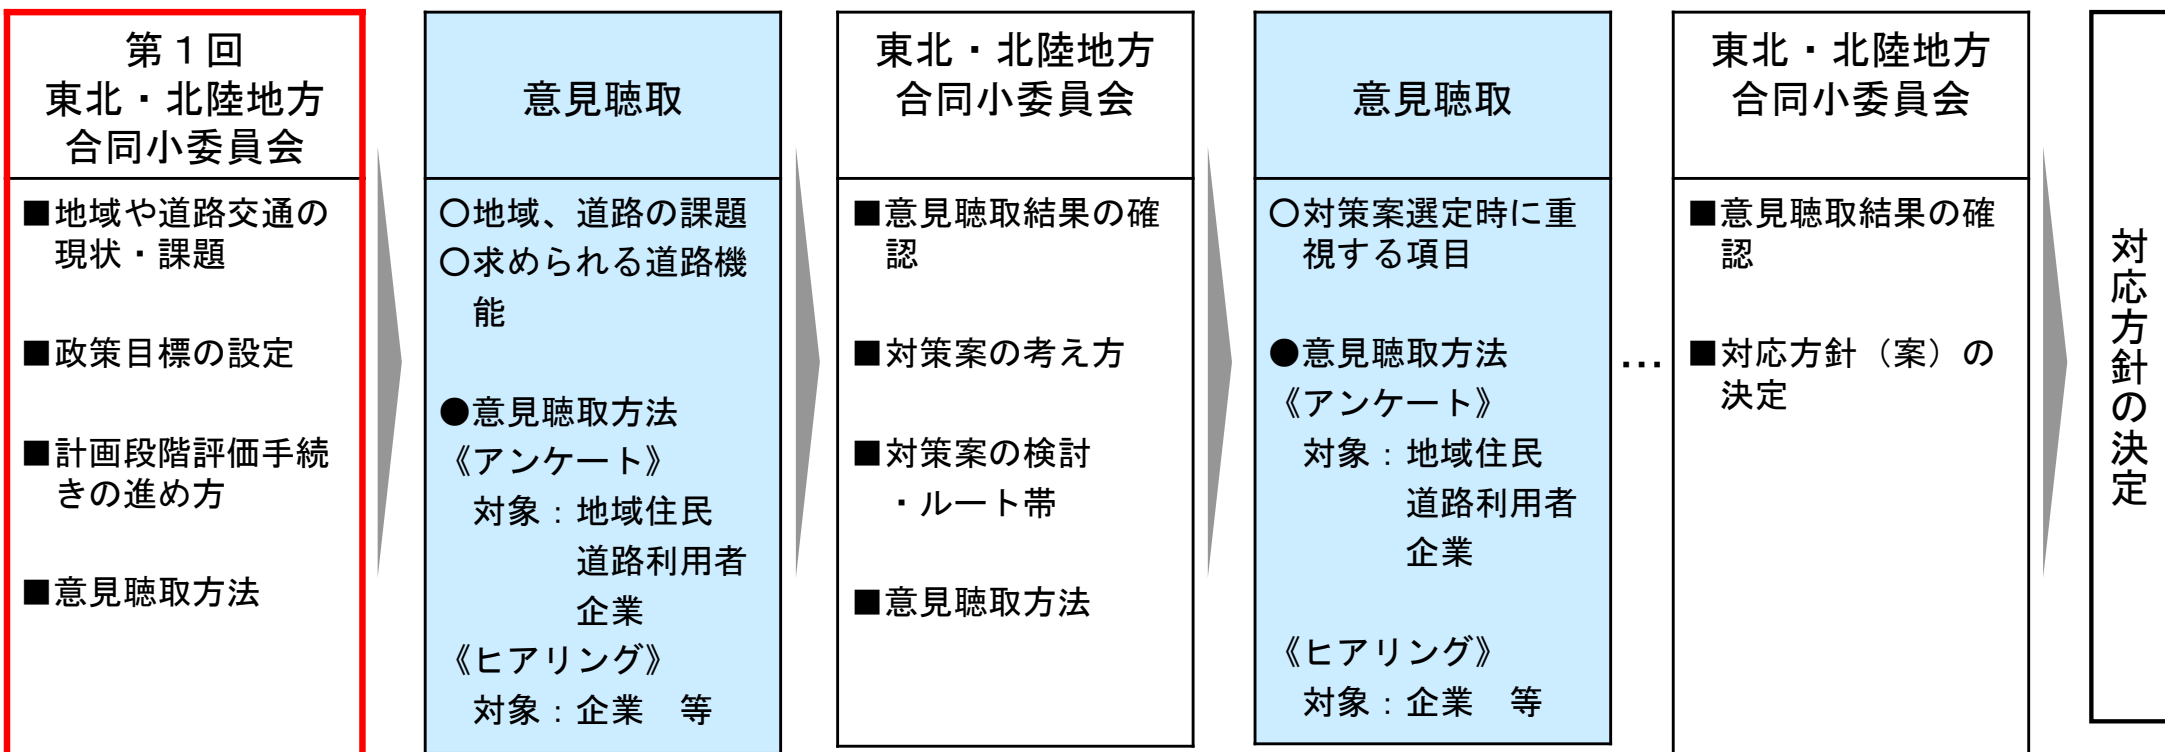 第１回
東北・北陸地方
合同小委員会
■地域や道路交通の
現状・課題
■政策目標の設定
■計画段階評価手続
きの進め方
■意見聴取方法
意見聴取
〇地域、道路の課題
〇求められる道路機
能
●意見聴取方法
《アンケート》
対象：地域住民
道路利用者
企業
《ヒアリング》
対象：企業　等
東北・北陸地方
合同小委員会
■意見聴取結果の確
認
■対策案の考え方
■対策案の検討
・ルート帯
■意見聴取方法
意見聴取
〇対策案選定時に重
視する項目
●意見聴取方法
《アンケート》
対象：地域住民
道路利用者
企業
《ヒアリング》
対象：企業　等
…
東北・北陸地方
合同小委員会
■意見聴取結果の確
認
■対応方針（案）の
決定
対応方針の決定